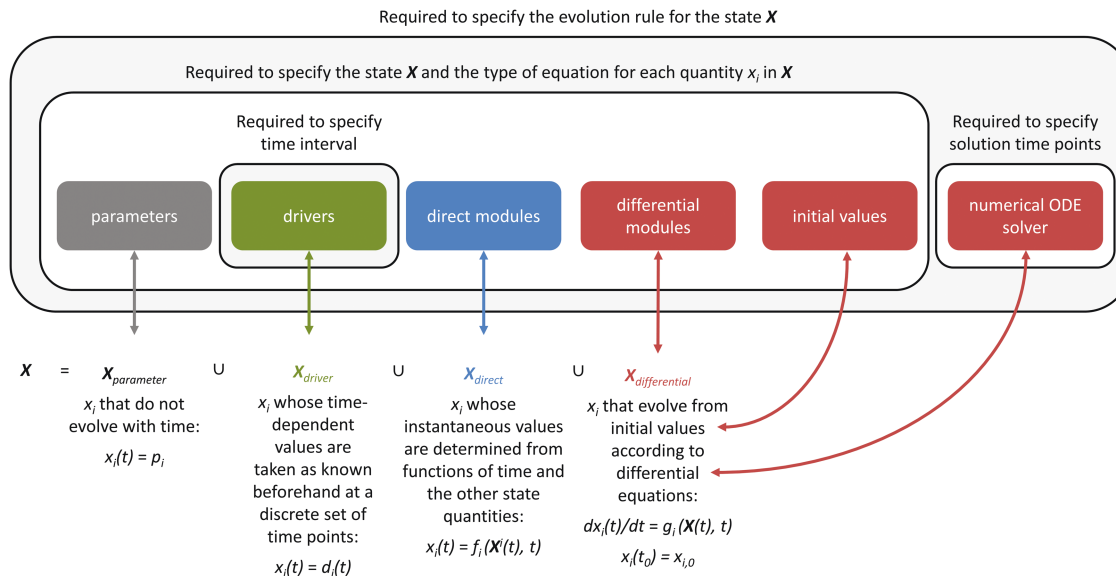 Required to specify the evolution rule for the state X
Required to specify the state X and the type of equation for each quantity xi in X
Required to specify
time interval
Required to specify
solution time points
parameters
drivers
direct modules
differential
modules
initial values
numerical ODE
solver
X = Xparameter ∪ Xdriver ∪ Xdirect ∪ Xdifferential
xi that do not
evolve with time:
xi(t) = pi
xi whose time-
dependent
values are
taken as known
beforehand at a
discrete set of
time points:
xi(t) = di(t)
xi whose
instantaneous values
are determined from
functions of time and
the other state
quantities:
xi(t) = fi (Xi(t), t)
xi that evolve from
initial values
according to
differential
equations:
dxi(t)/dt = gi (X(t), t)
xi(t0) = xi,0